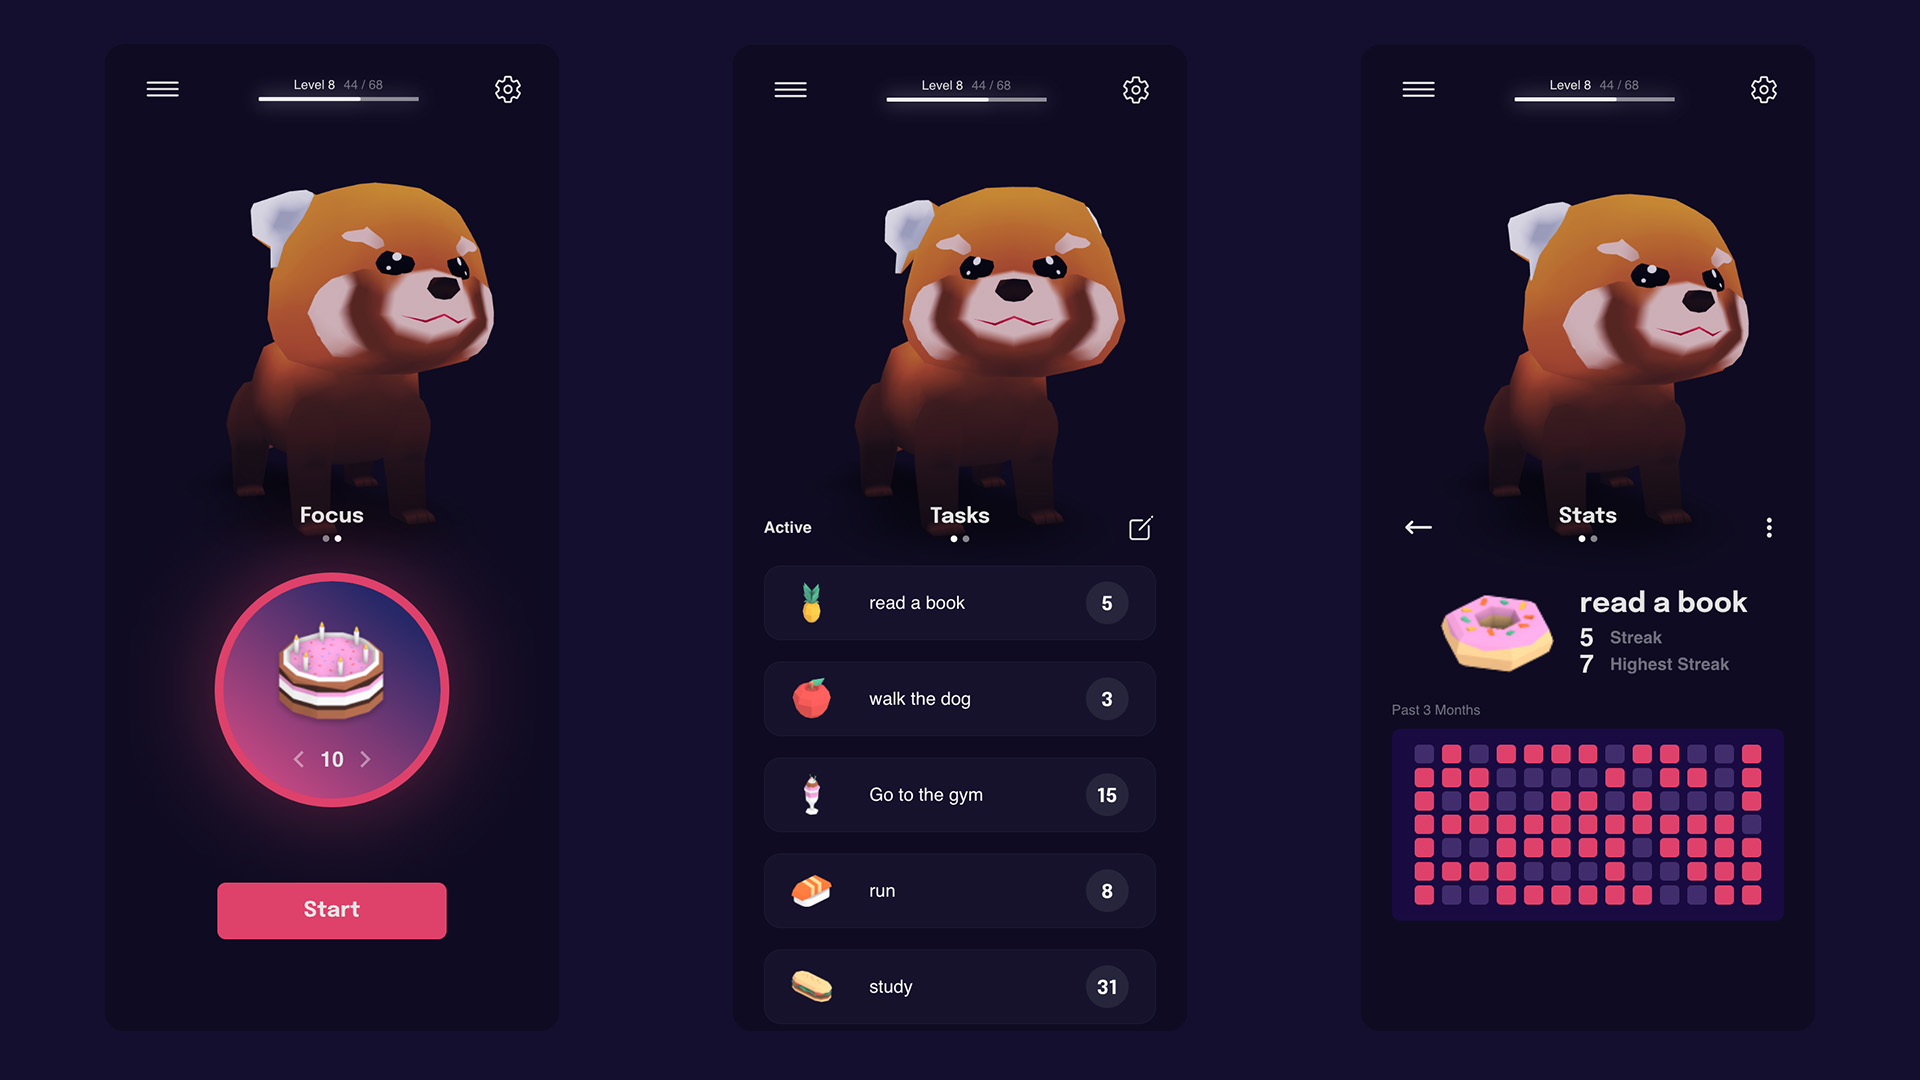 Level 8 44 / 68
Focus
10
Start
Level 8 44 / 68
Active
Tasks
read a book 5
walk the dog 3
Go to the gym 15
run 8
study 31
Level 8 44 / 68
Stats
read a book
5 Streak
7 Highest Streak
Past 3 Months